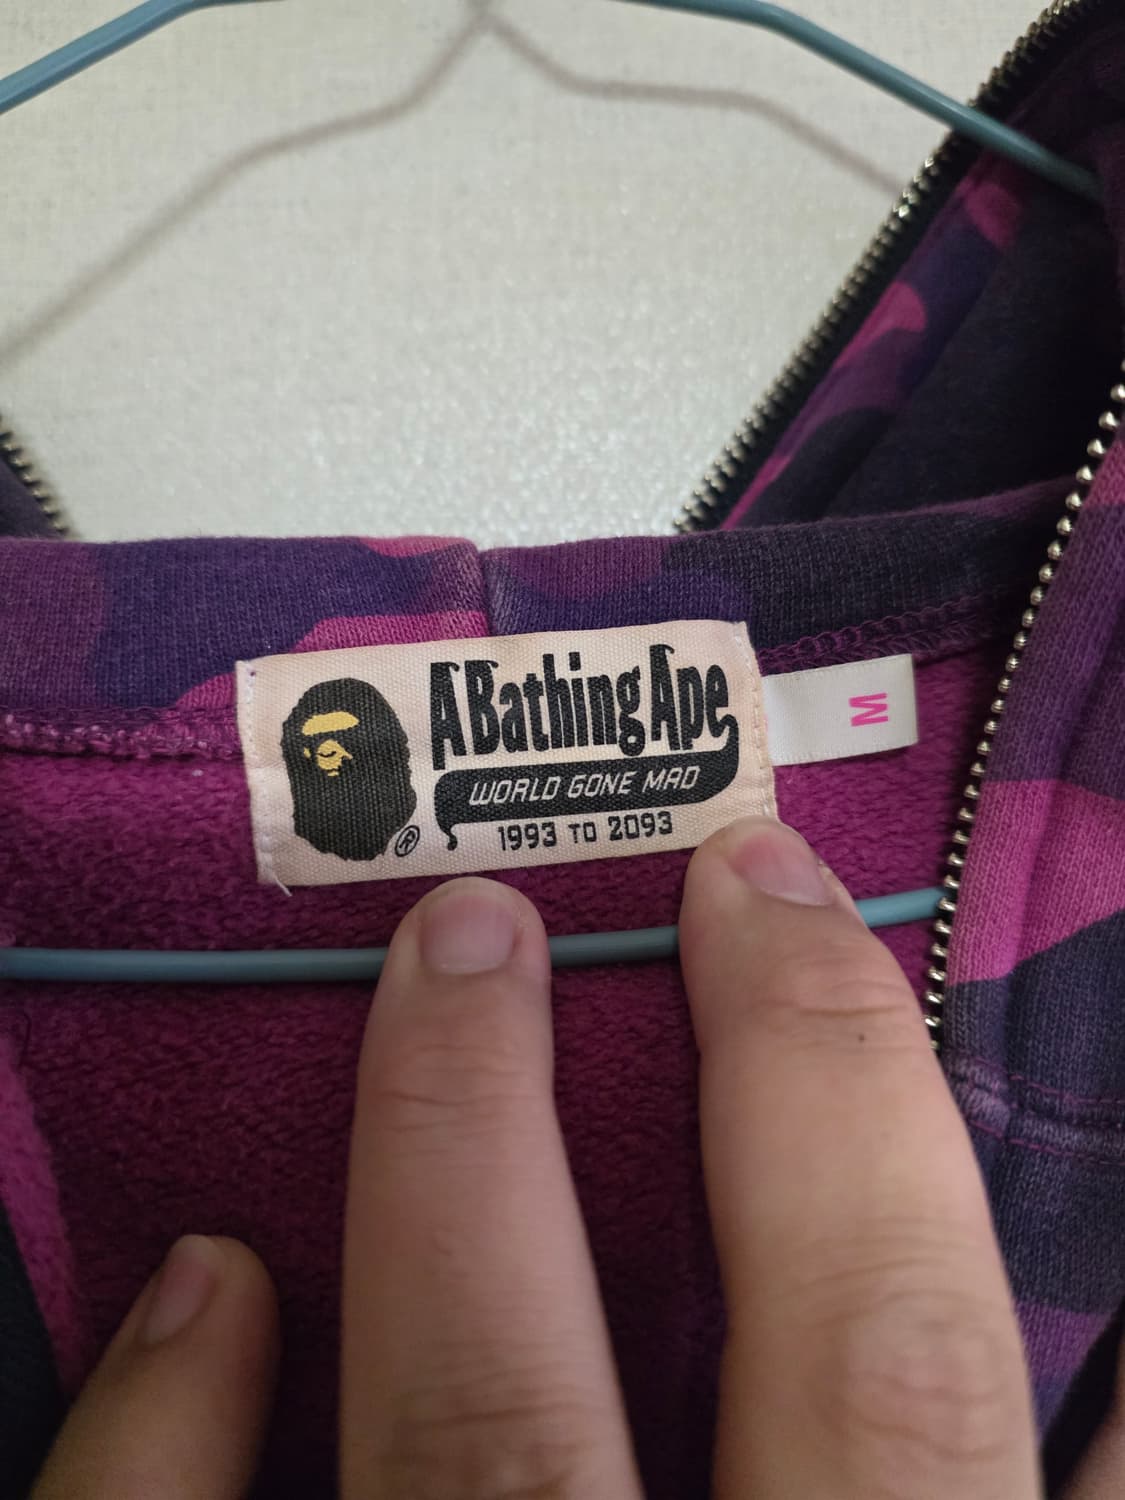 A Bathing Ape
WORLD GONE MAD
1993 TO 2093
®
M